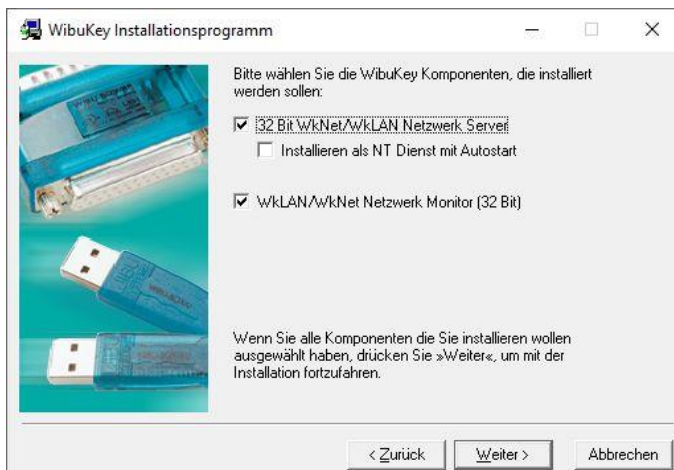 WibuKey Installationsprogramm
Bitte wählen Sie die WibuKey Komponenten, die installiert
werden sollen:
32 Bit WkNet/WkLAN Netzwerk Server
Installieren als NT Dienst mit Autostart
WkLAN/WkNet Netzwerk Monitor (32 Bit)
Wenn Sie alle Komponenten die Sie installieren wollen
ausgewählt haben, drücken Sie »Weiter«, um mit der
Installation fortzufahren.
< Zurück
Weiter >
Abbrechen